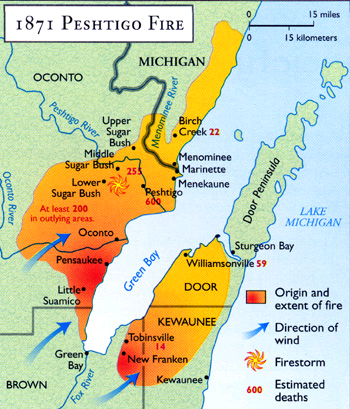 1871 PESHTIGO FIRE
0 15 miles
0 15 kilometers
MICHIGAN
OCONTO
Peshtigo River
Menominee River
Upper
Sugar Bush
Birch
Creek 22
Middle
Sugar Bush
255
Menominee
Marinette
Menekaune
Lower
Sugar Bush
Peshtigo
600
Oconto River
At least 200
in outlying areas.
Oconto
Door Peninsula
LAKE
MICHIGAN
Green Bay
Sturgeon Bay
Williamsonville 59
Pensaukee
DOOR
Little
Suamico
KEWAUNEE
Tobinsville
14
New Franken
Green
Bay
Fox River
BROWN
Kewaunee
Origin and
extent of fire
Direction of
wind
Firestorm
600 Estimated
deaths